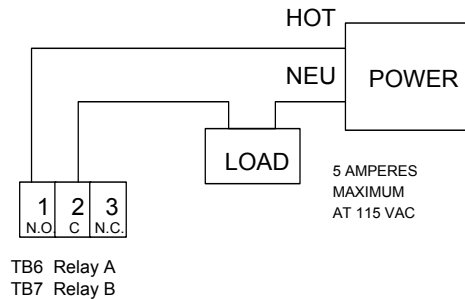 HOT
NEU
POWER
LOAD
5 AMPERES
MAXIMUM
AT 115 VAC
1 2 3
N.O. C N.C.
TB6 Relay A
TB7 Relay B